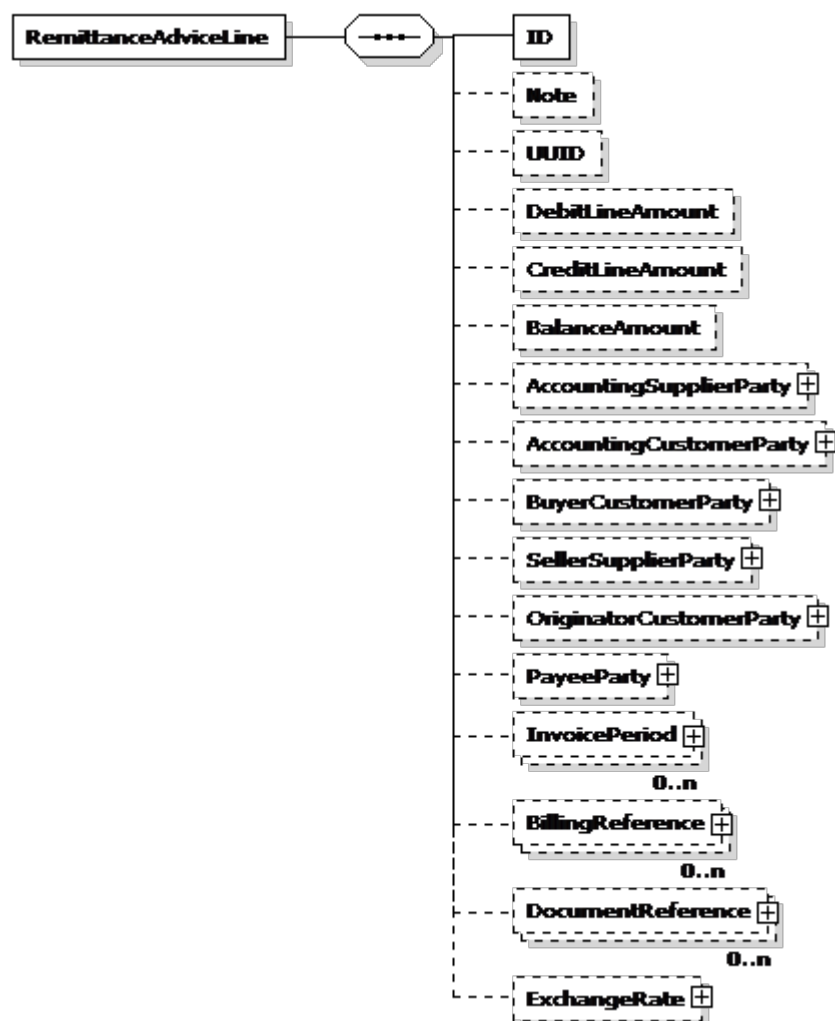 RemittanceAdviceLine
ID
Note
UUID
DebitLineAmount
CreditLineAmount
BalanceAmount
AccountingSupplierParty
AccountingCustomerParty
BuyerCustomerParty
SellerSupplierParty
OriginatorCustomerParty
PayeeParty
InvoicePeriod
0..n
BillingReference
0..n
DocumentReference
0..n
ExchangeRate